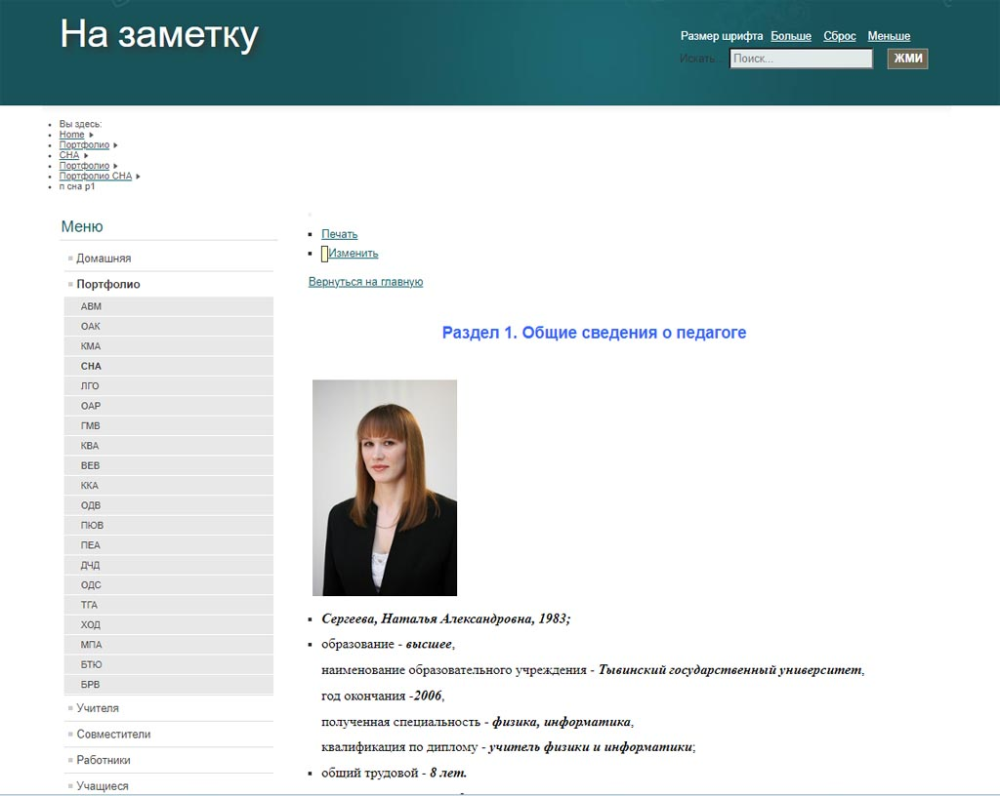 На заметку
Размер шрифта Больше Сброс Меньше
Искать... Поиск... ЖМИ
Вы здесь:
Home
Портфолио
СНА
Портфолио
Портфолио СНА
п сна р1
Меню
Домашняя
Портфолио
АВМ
ОАК
КМА
СНА
ЛГО
ОАР
ГМВ
КВА
ВЕВ
ККА
ОДВ
ПЮВ
ПЕА
ДЧД
ОДС
ТГА
ХОД
МПА
БТЮ
БРВ
Учителя
Совместители
Работники
Учащиеся
Печать
Изменить
Вернуться на главную
Раздел 1. Общие сведения о педагоге
Сергеева, Наталья Александровна, 1983;
образование - высшее,
наименование образовательного учреждения - Тывинский государственный университет,
год окончания -2006,
полученная специальность - физика, информатика,
квалификация по диплому - учитель физики и информатики;
общий трудовой - 8 лет.